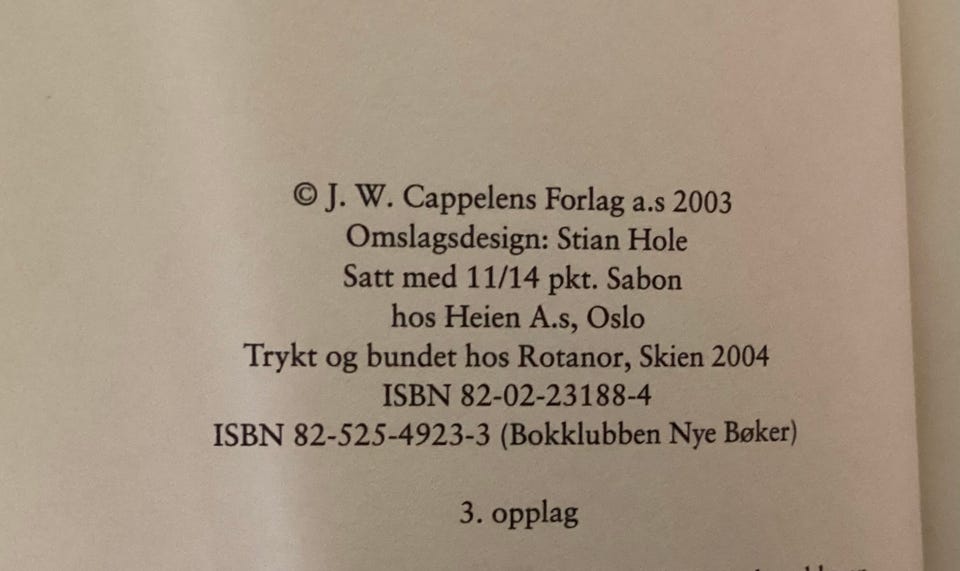 © J. W. Cappelens Forlag a.s 2003
Omslagsdesign: Stian Hole
Satt med 11/14 pkt. Sabon
hos Heien A.s, Oslo
Trykt og bundet hos Rotanor, Skien 2004
ISBN 82-02-23188-4
ISBN 82-525-4923-3 (Bokklubben Nye Bøker)
3. opplag